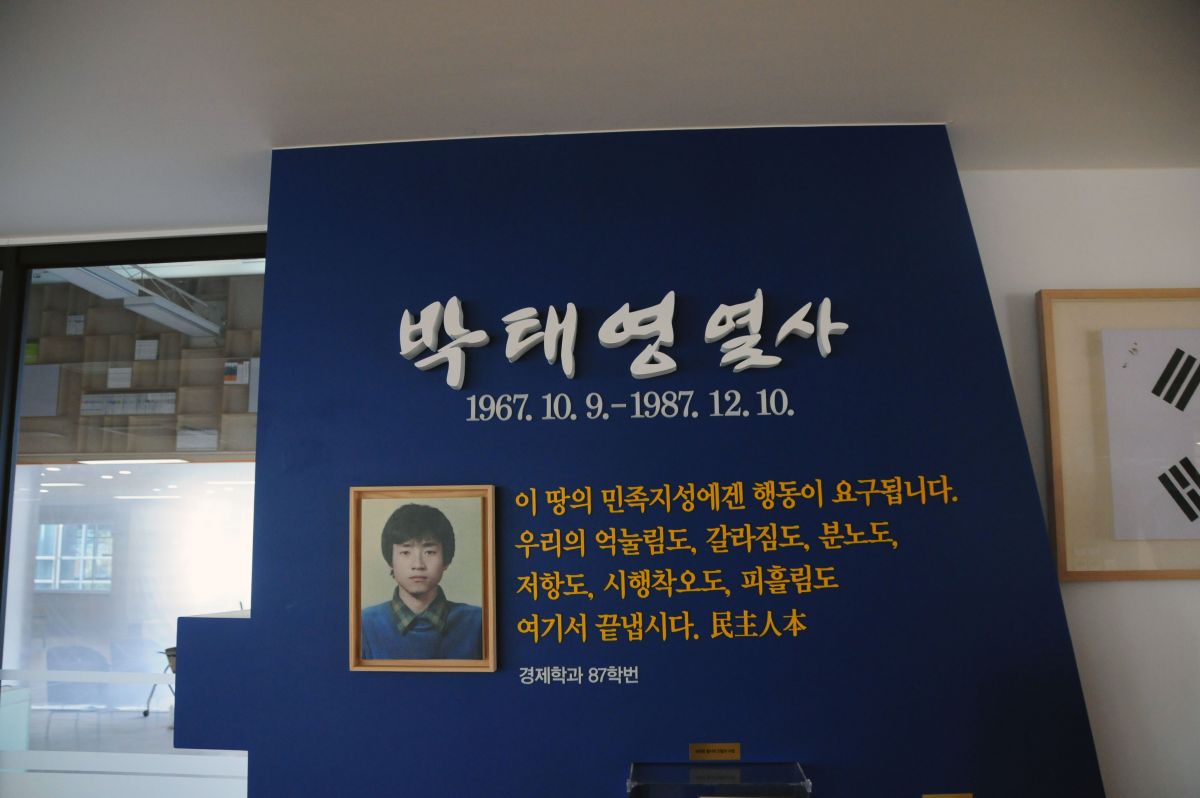 박태영 열사
1967. 10. 9.-1987. 12. 10.
이 땅의 민족지성에겐 행동이 요구됩니다.
우리의 억눌림도, 갈라짐도, 분노도,
저항도, 시행착오도, 피흘림도
여기서 끝냅시다. 民主人本
경제학과 87학번